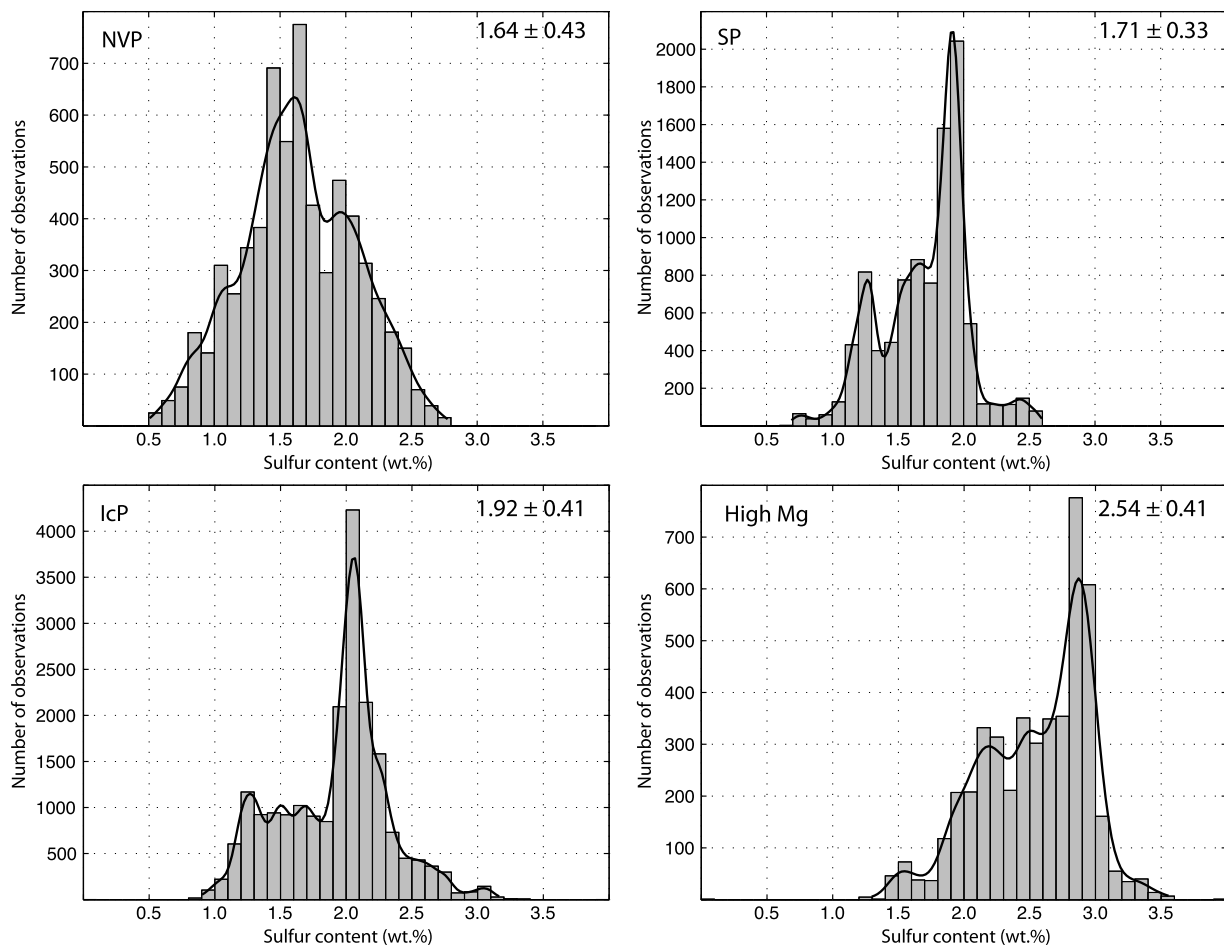 NVP
1.64 ± 0.43
Number of observations
700
600
500
400
300
200
100
0.5 1.0 1.5 2.0 2.5 3.0 3.5
Sulfur content (wt.%)
SP
1.71 ± 0.33
Number of observations
2000
1800
1600
1400
1200
1000
800
600
400
200
0.5 1.0 1.5 2.0 2.5 3.0 3.5
Sulfur content (wt.%)
IcP
1.92 ± 0.41
Number of observations
4000
3500
3000
2500
2000
1500
1000
500
0.5 1.0 1.5 2.0 2.5 3.0 3.5
Sulfur content (wt.%)
High Mg
2.54 ± 0.41
Number of observations
700
600
500
400
300
200
100
0.5 1.0 1.5 2.0 2.5 3.0 3.5
Sulfur content (wt.%)